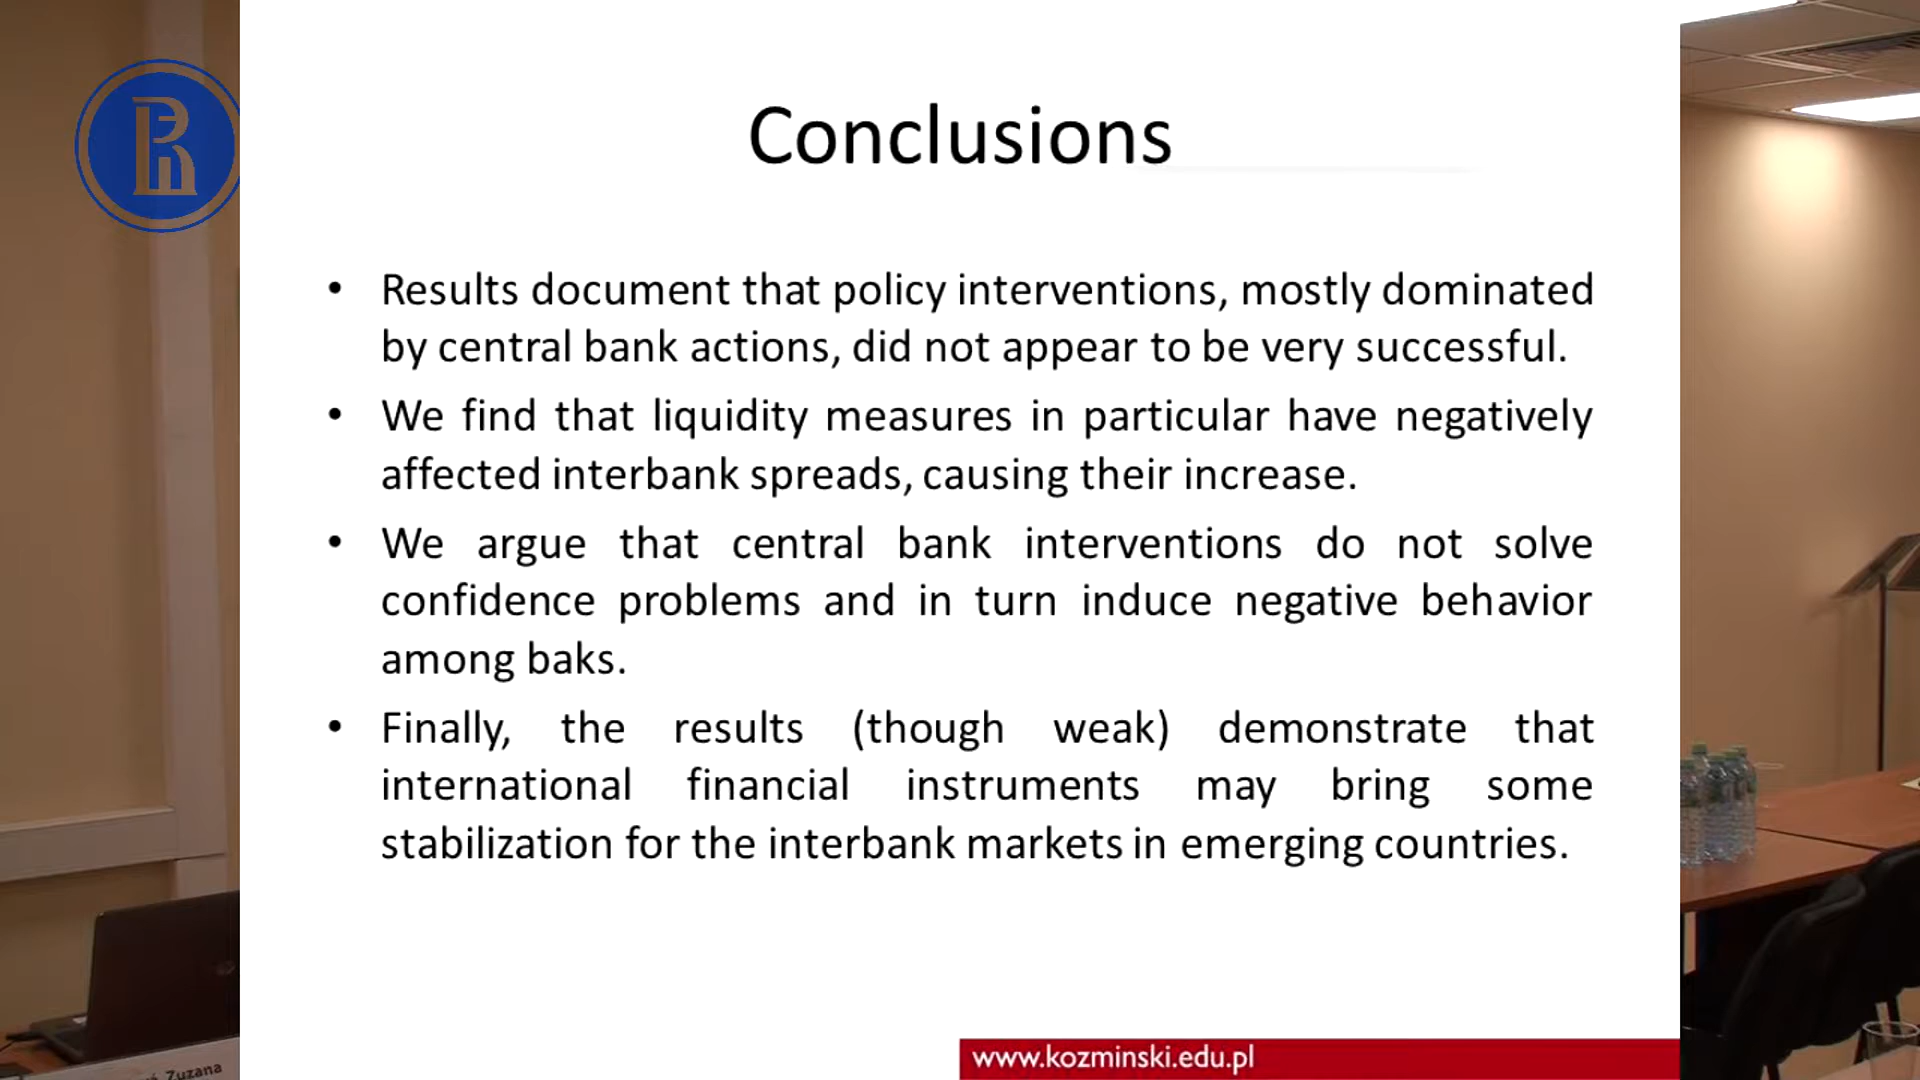 Conclusions
• Results document that policy interventions, mostly dominated
by central bank actions, did not appear to be very successful.
• We find that liquidity measures in particular have negatively
affected interbank spreads, causing their increase.
• We argue that central bank interventions do not solve
confidence problems and in turn induce negative behavior
among baks.
• Finally, the results (though weak) demonstrate that
international financial instruments may bring some
stabilization for the interbank markets in emerging countries.
www.kozminski.edu.pl
Zuzana